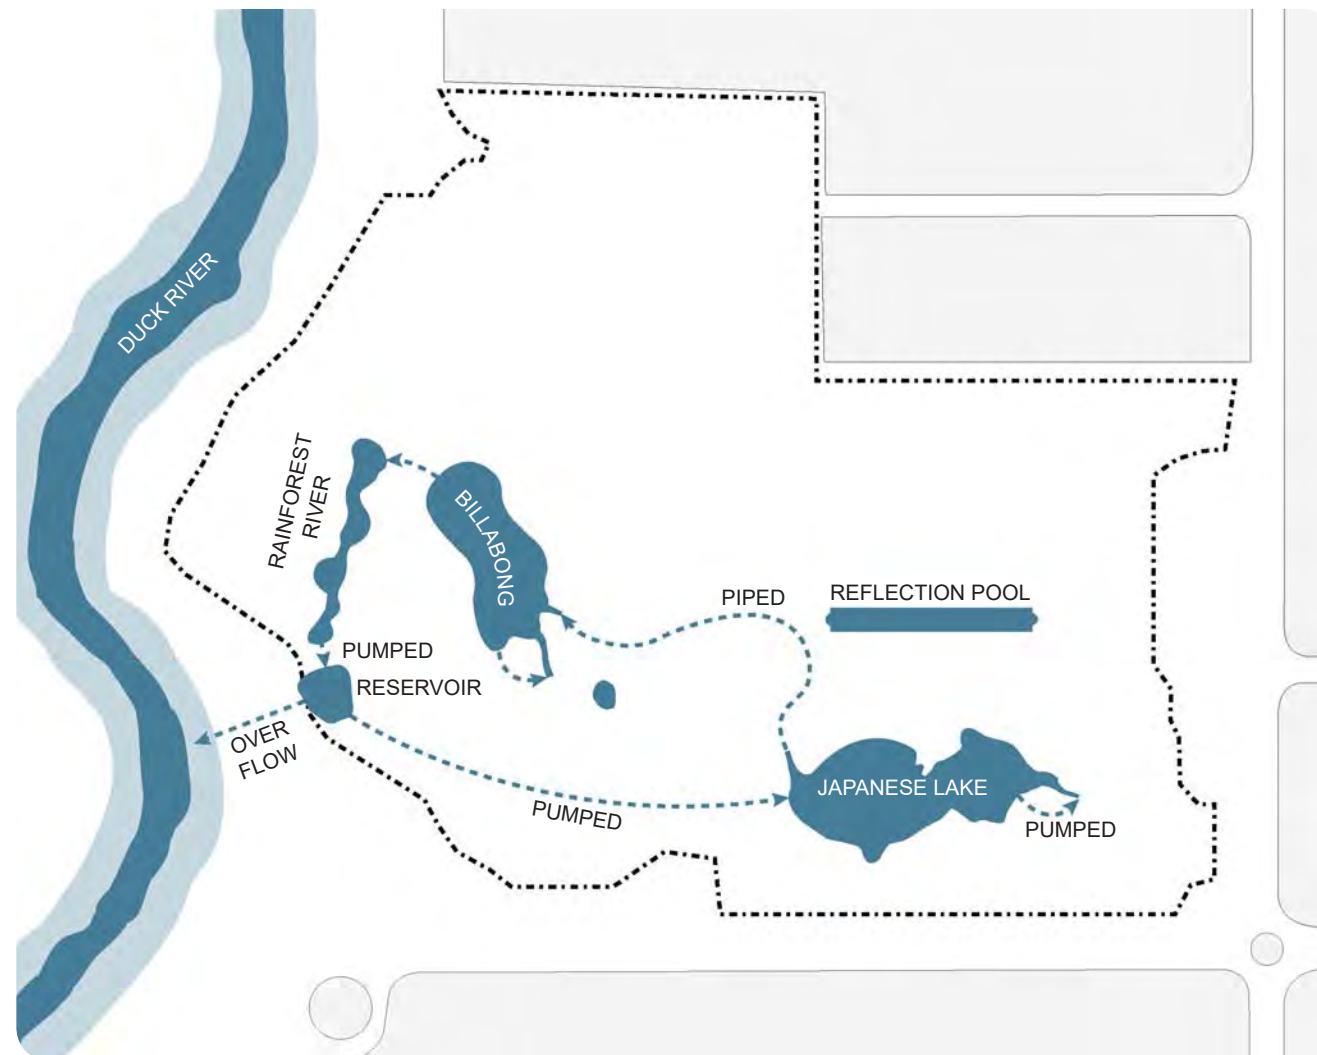 DUCK RIVER
RAINFOREST
RIVER
BILLABONG
PIPED
REFLECTION POOL
PUMPED
RESERVOIR
OVER
FLOW
PUMPED
JAPANESE LAKE
PUMPED